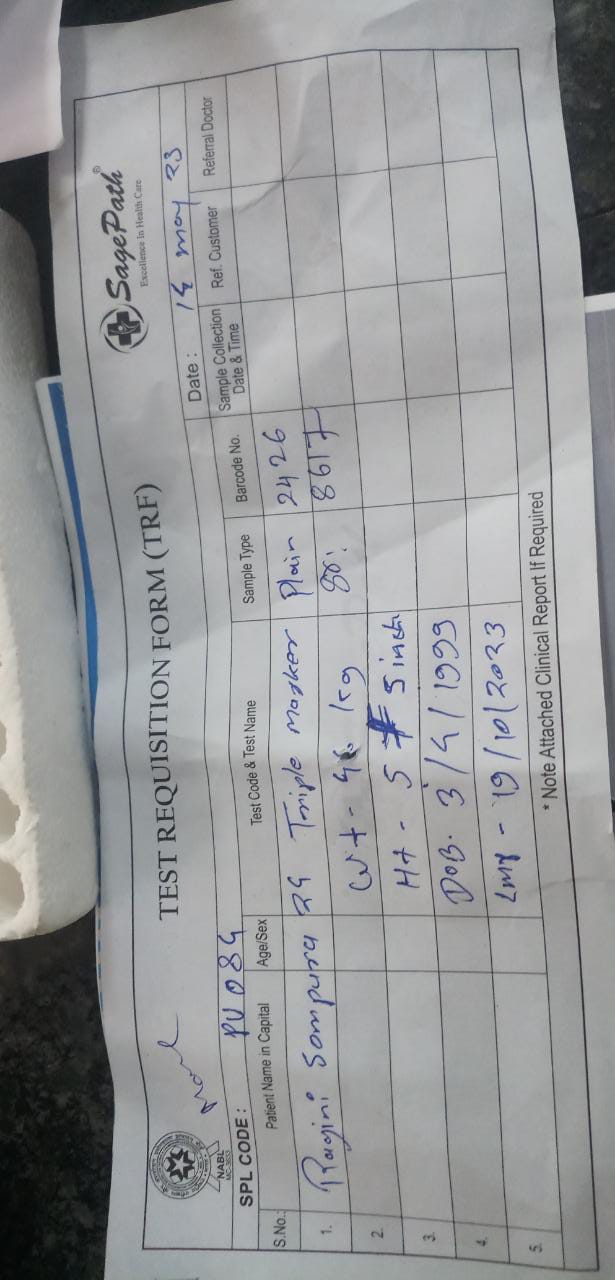 TEST REQUISITION FORM (TRF)
SagePath®
Excellence In Health Care
NABL
SPL CODE : PU084
Date : 14 may 23
S.No.: Patient Name in Capital Age/Sex Test Code & Test Name Sample Type Barcode No. Sample Collection Date & Time Ref. Customer Referral Doctor
1. Ragini Sompura 24 Triple marker Plain 2426
8617
2. Wt - kg
3. Ht - 5 5 inch
4. DOB. 3/4/1999
5. Lmp - 19/10/2023
* Note Attached Clinical Report If Required